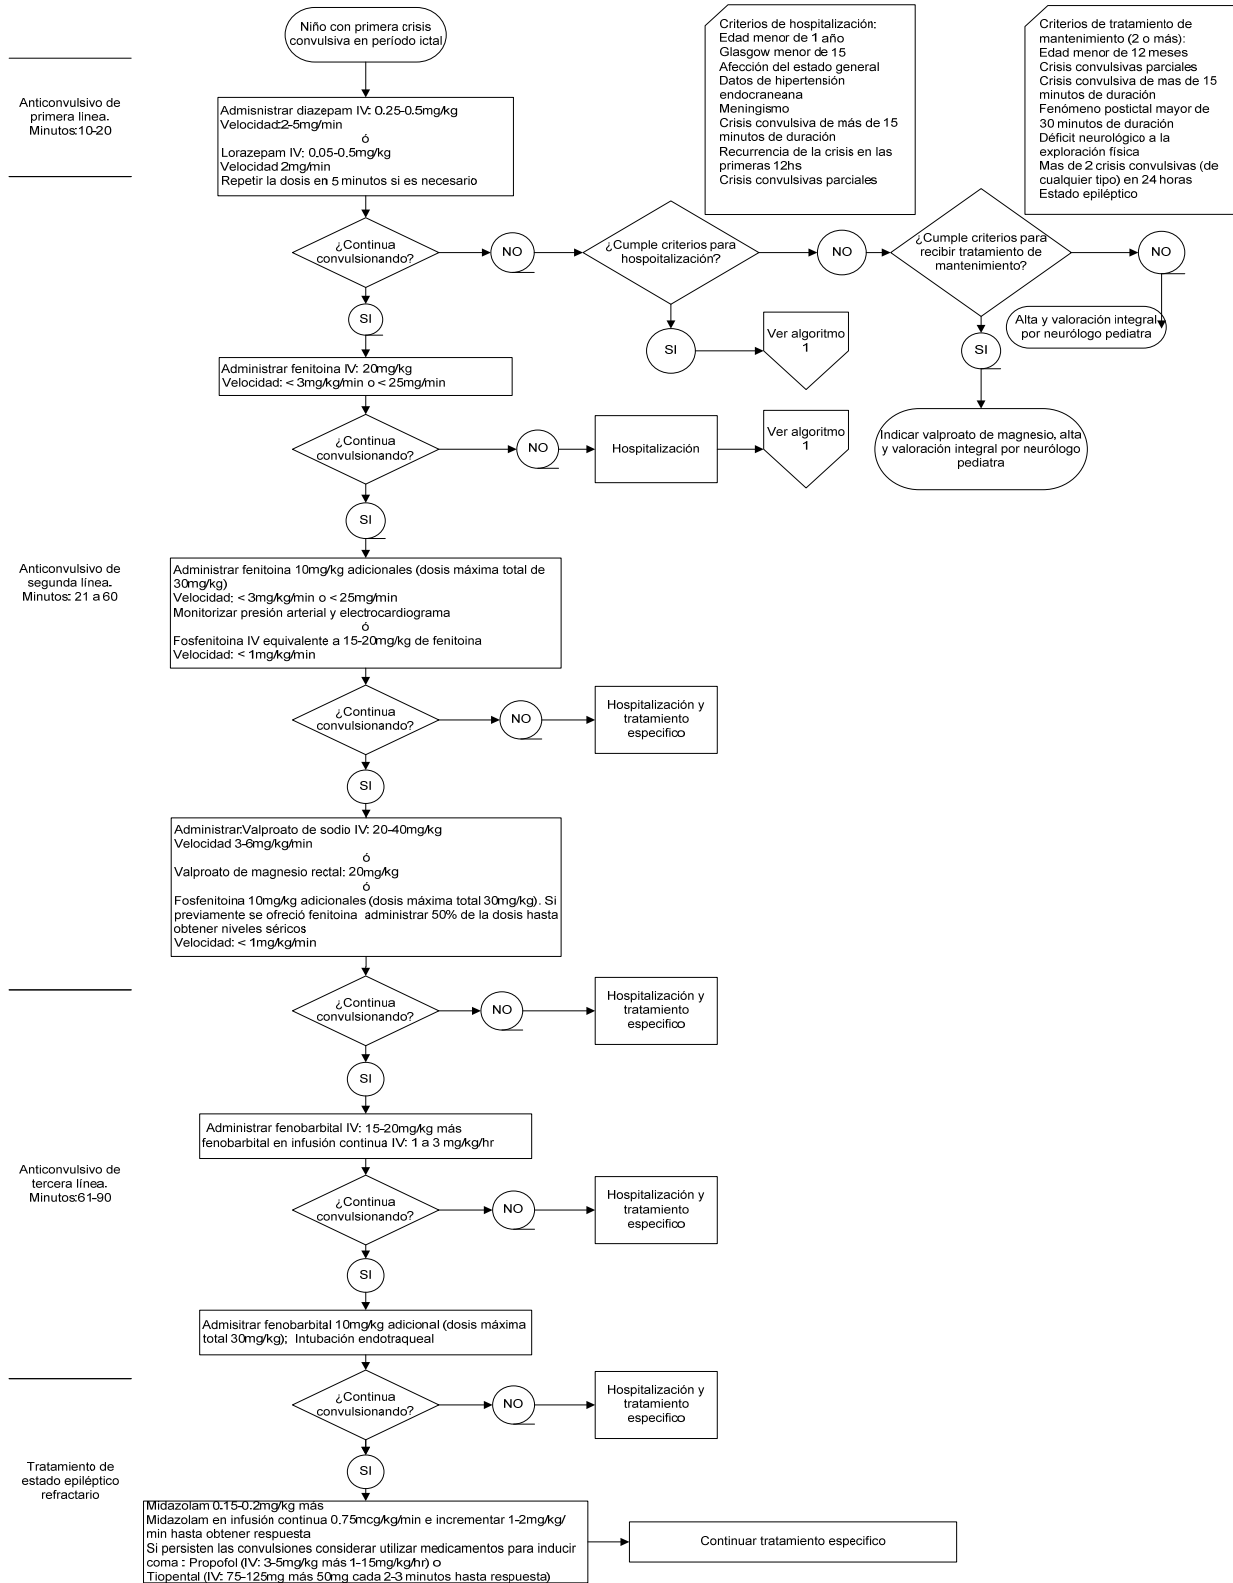 Niño con primera crisis
convulsiva en período ictal
Criterios de hospitalización:
Edad menor de 1 año
Glasgow menor de 15
Afección del estado general
Datos de hipertensión
endocraneana
Meningismo
Crisis convulsiva de más de 15
minutos de duración
Recurrencia de la crisis en las
primeras 12hs
Crisis convulsivas parciales
Criterios de tratamiento de
mantenimiento (2 o más):
Edad menor de 12 meses
Crisis convulsivas parciales
Crisis convulsiva de mas de 15
minutos de duración
Fenómeno postictal mayor de
30 minutos de duración
Déficit neurológico a la
exploración física
Mas de 2 crisis convulsivas (de
cualquier tipo) en 24 horas
Estado epiléptico
Anticonvulsivo de
primera linea.
Minutos:10-20
Admisnistrar diazepam IV: 0.25-0.5mg/kg
Velocidad:2-5mg/min
ó
Lorazepam IV: 0.05-0.5mg/kg
Velocidad 2mg/min
Repetir la dosis en 5 minutos si es necesario
¿Continua
convulsionando?
NO
¿Cumple criterios para
hospoitalización?
NO
¿Cumple criterios para
recibir tratamiento de
mantenimiento?
NO
SI
SI
Ver algoritmo
1
SI
Alta y valoración integral
por neurólogo pediatra
Administrar fenitoina IV: 20mg/kg
Velocidad: < 3mg/kg/min o < 25mg/min
¿Continua
convulsionando?
NO
Hospitalización
Ver algoritmo
1
Indicar valproato de magnesio, alta
y valoración integral por neurólogo
pediatra
SI
Anticonvulsivo de
segunda línea.
Minutos: 21 a 60
Administrar fenitoina 10mg/kg adicionales (dosis máxima total de
30mg/kg)
Velocidad: < 3mg/kg/min o < 25mg/min
Monitorizar presión arterial y electrocardiograma
ó
Fosfenitoina IV equivalente a 15-20mg/kg de fenitoina
Velocidad: < 1mg/kg/min
¿Continua
convulsionando?
NO
Hospitalización y
tratamiento
especifico
SI
Administrar:Valproato de sodio IV: 20-40mg/kg
Velocidad 3-6mg/kg/min
ó
Valproato de magnesio rectal: 20mg/kg
ó
Fosfenitoina 10mg/kg adicionales (dosis máxima total 30mg/kg). Si
previamente se ofreció fenitoina administrar 50% de la dosis hasta
obtener niveles séricos
Velocidad: < 1mg/kg/min
¿Continua
convulsionando?
NO
Hospitalización y
tratamiento
especifico
SI
Anticonvulsivo de
tercera línea.
Minutos:61-90
Administrar fenobarbital IV: 15-20mg/kg más
fenobarbital en infusión continua IV: 1 a 3 mg/kg/hr
¿Continua
convulsionando?
NO
Hospitalización y
tratamiento
especifico
SI
Admisitrar fenobarbital 10mg/kg adicional (dosis máxima
total 30mg/kg); Intubación endotraqueal
¿Continua
convulsionando?
NO
Hospitalización y
tratamiento
especifico
Tratamiento de
estado epiléptico
refractario
SI
Midazolam 0.15-0.2mg/kg más
Midazolam en infusión continua 0.75mcg/kg/min e incrementar 1-2mg/kg/
min hasta obtener respuesta
Si persisten las convulsiones considerar utilizar medicamentos para inducir
coma : Propofol (IV: 3-5mg/kg más 1-15mg/kg/hr) o
Tiopental (IV: 75-125mg más 50mg cada 2-3 minutos hasta respuesta)
Continuar tratamiento especifico